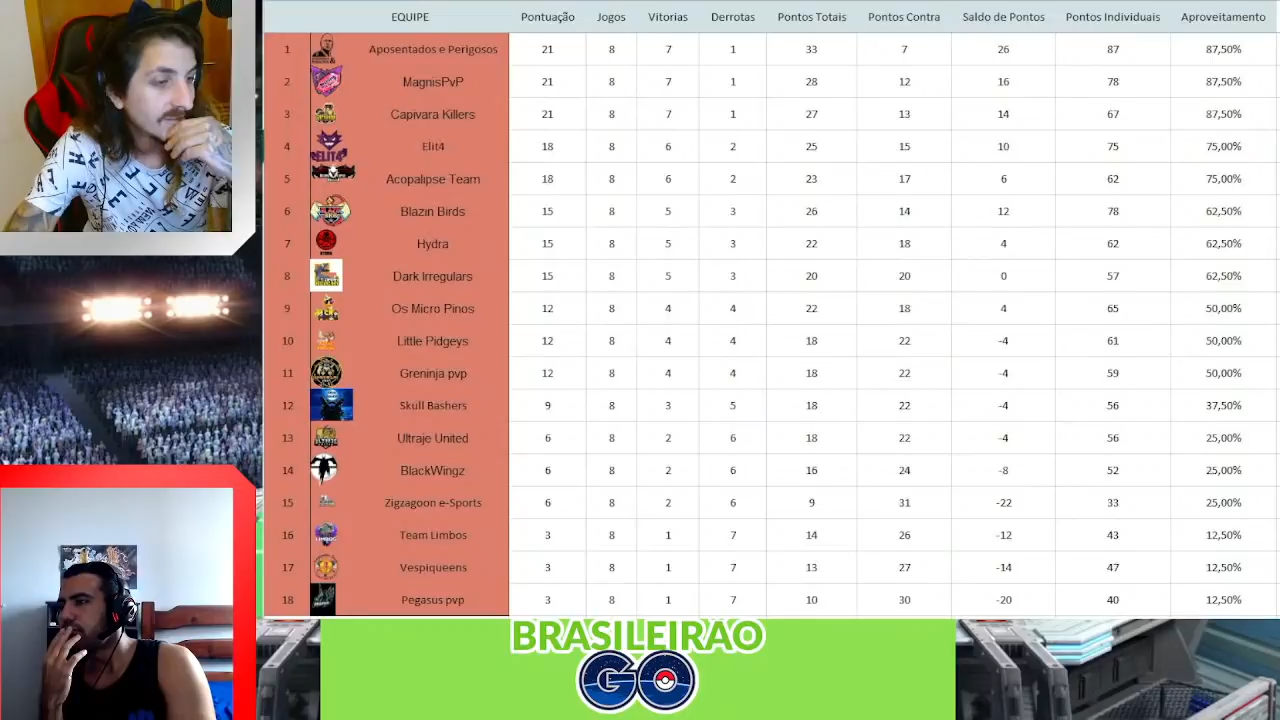 EQUIPE Pontuação Jogos Vitorias Derrotas Pontos Totais Pontos Contra Saldo de Pontos Pontos Individuais Aproveitamento
1 Aposentados e Perigosos 21 8 7 1 33 7 26 87 87,50%
2 MagnisPvP 21 8 7 1 28 12 16 78 87,50%
3 Capivara Killers 21 8 7 1 27 13 14 67 87,50%
4 Elit4 18 8 6 2 25 15 10 75 75,00%
5 Acopalipse Team 18 8 6 2 23 17 6 68 75,00%
6 Blazin Birds 15 8 5 3 26 14 12 78 62,50%
7 Hydra 15 8 5 3 22 18 4 62 62,50%
8 Dark Irregulars 15 8 5 3 20 20 0 57 62,50%
9 Os Micro Pinos 12 8 4 4 22 18 4 65 50,00%
10 Little Pidgeys 12 8 4 4 18 22 -4 61 50,00%
11 Greninja pvp 12 8 4 4 18 22 -4 59 50,00%
12 Skull Bashers 9 8 3 5 18 22 -4 56 37,50%
13 Ultraje United 6 8 2 6 18 22 -4 56 25,00%
14 BlackWingz 6 8 2 6 16 24 -8 51 25,00%
15 Zigzagoon e-Sports 6 8 2 6 9 31 -22 33 25,00%
16 Team Limbos 3 8 1 7 14 26 -12 43 12,50%
17 Vespiqueens 3 8 1 7 13 27 -14 47 12,50%
18 Pegasus pvp 3 8 1 7 10 30 -20 39 12,50%
ELIT4
BRASILEIRAO
GO